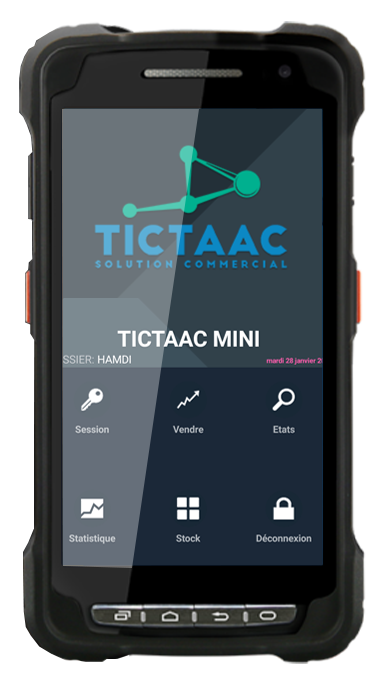 TICTAAC
SOLUTION COMMERCIAL
TICTAAC MINI
SSIER: HAMDI
mardi 28 janvier 2
Session
Vendre
Etats
Statistique
Stock
Déconnexion